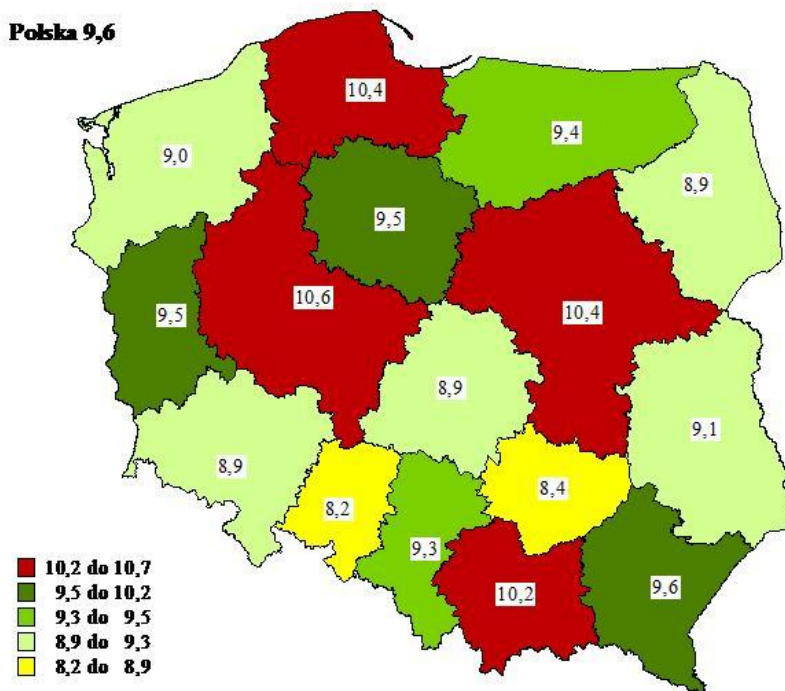 Polska 9,6
10,4
9,4
9,0
8,9
9,5
10,6
9,5
10,4
8,9
9,1
8,9
8,2
8,4
9,3
10,2
9,6
10,2 do 10,7
9,5 do 10,2
9,3 do 9,5
8,9 do 9,3
8,2 do 8,9